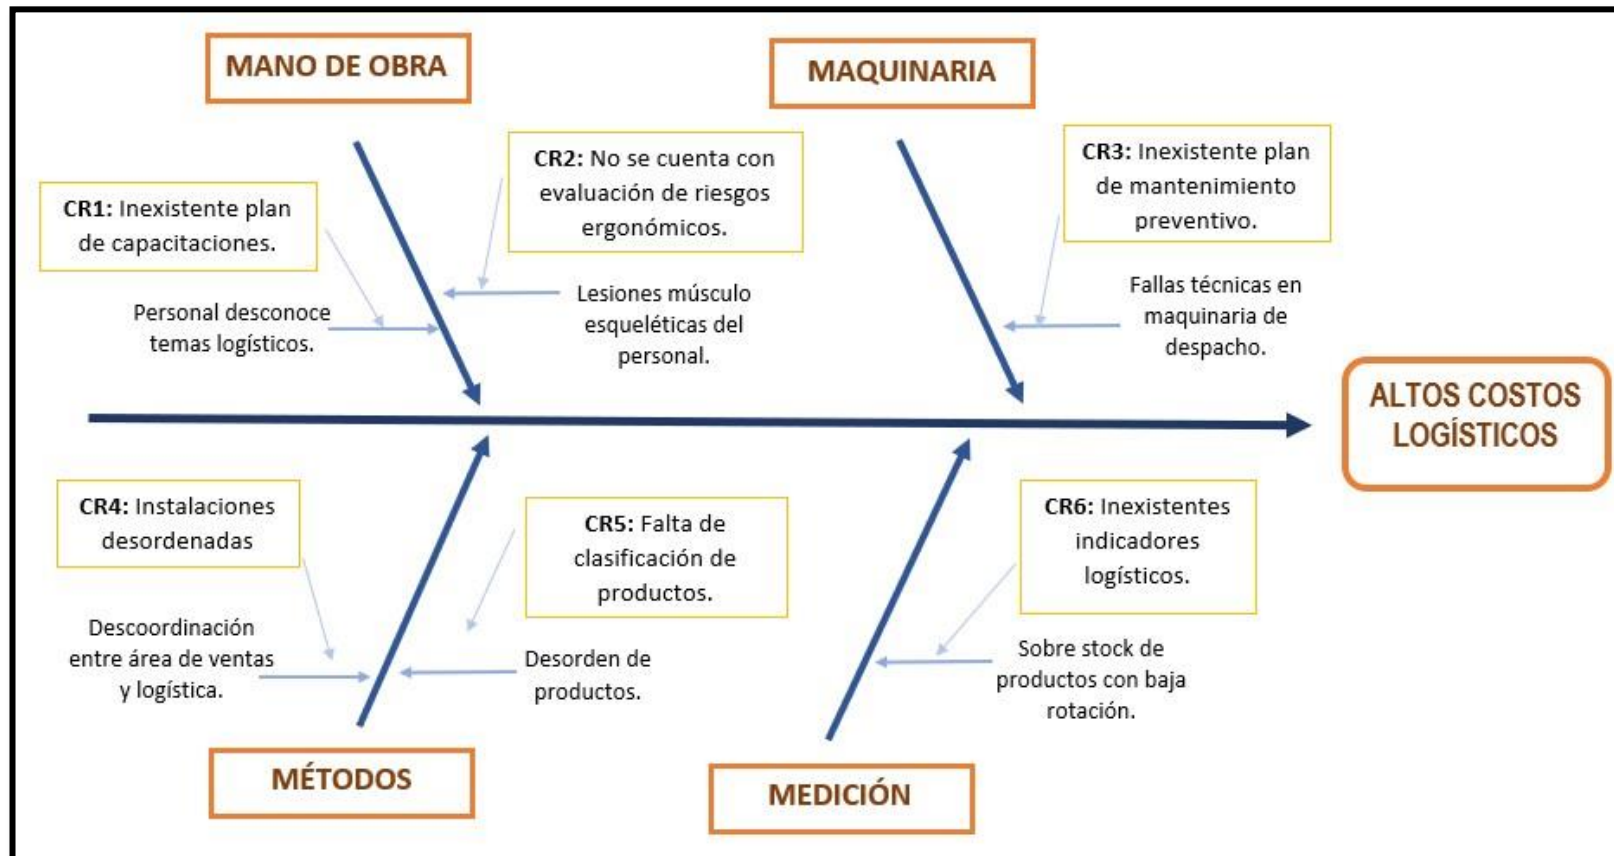 MANO DE OBRA
MAQUINARIA
CR1: Inexistente plan
de capacitaciones.
CR2: No se cuenta con
evaluación de riesgos
ergonómicos.
CR3: Inexistente plan
de mantenimiento
preventivo.
Personal desconoce
temas logísticos.
Lesiones músculo
esqueléticas del
personal.
Fallas técnicas en
maquinaria de
despacho.
ALTOS COSTOS
LOGÍSTICOS
CR4: Instalaciones
desordenadas
CR5: Falta de
clasificación de
productos.
CR6: Inexistentes
indicadores
logísticos.
Descoordinación
entre área de ventas
y logística.
Desorden de
productos.
Sobre stock de
productos con baja
rotación.
MÉTODOS
MEDICIÓN